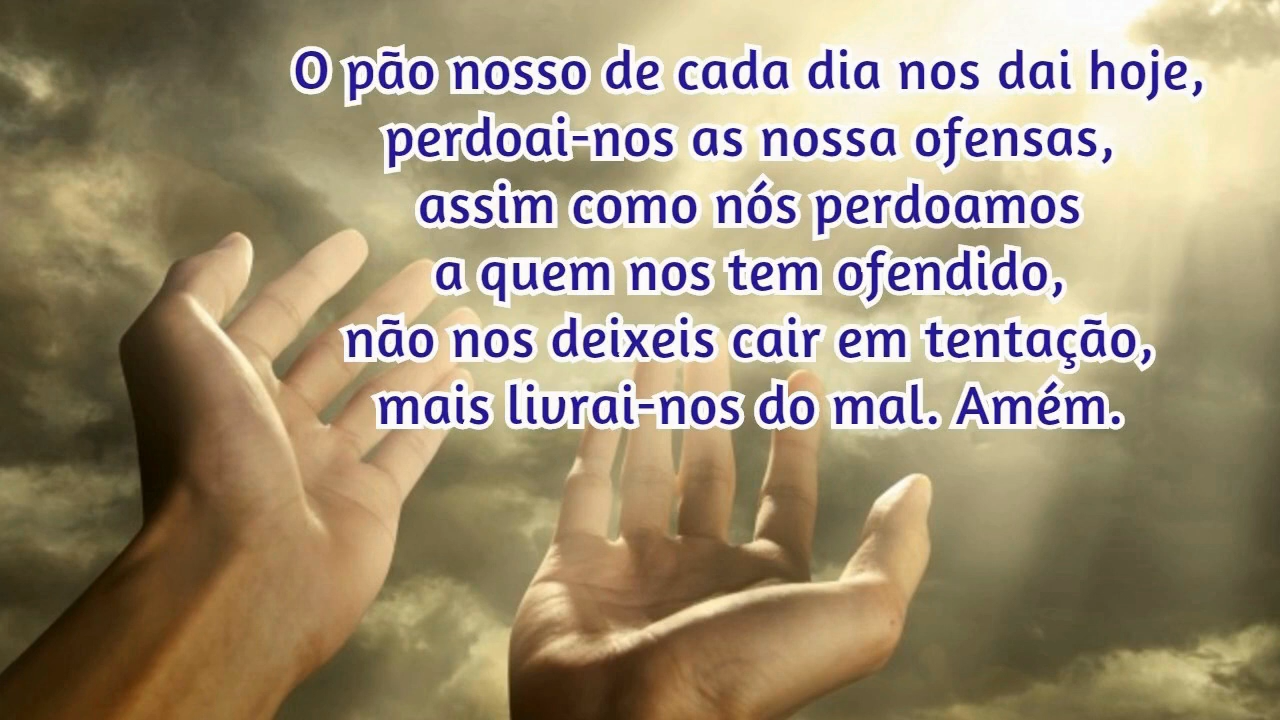 O pão nosso de cada dia nos dai hoje,
perdoai-nos as nossa ofensas,
assim como nós perdoamos
a quem nos tem ofendido,
não nos deixeis cair em tentação,
mais livrai-nos do mal. Amém.